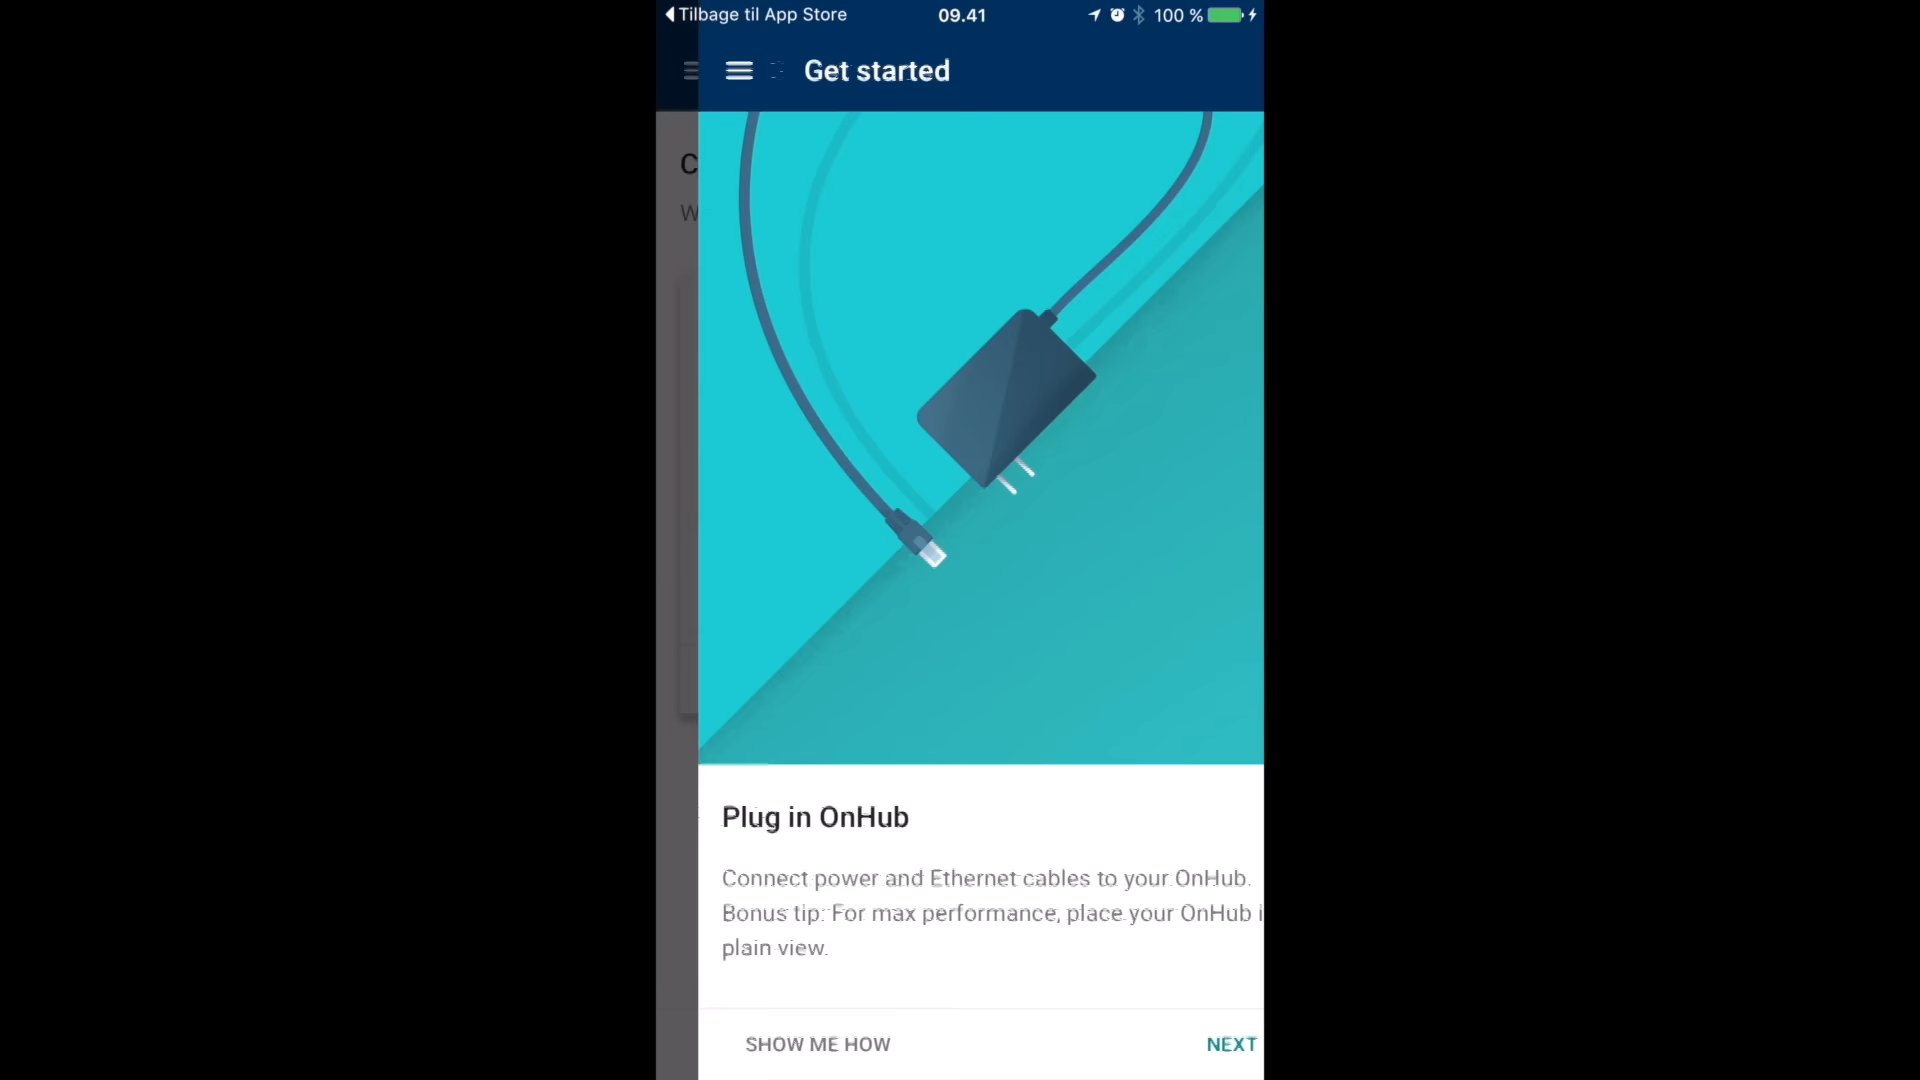 Tilbage til App Store
09.41
100 %
Get started
C
W
Plug in OnHub
Connect power and Ethernet cables to your OnHub.
Bonus tip: For max performance, place your OnHub i
plain view.
SHOW ME HOW
NEXT